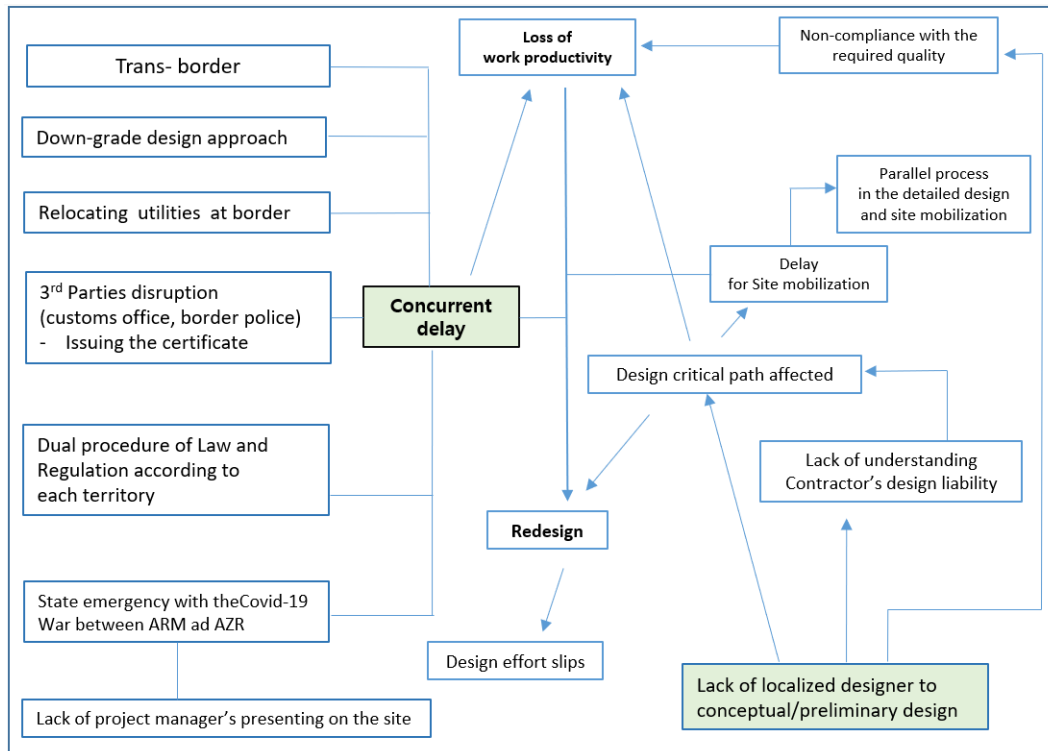 Loss of
work productivity
Non-compliance with the
required quality
Trans- border
Down-grade design approach
Parallel process
in the detailed design
and site mobilization
Relocating utilities at border
Delay
for Site mobilization
3rd Parties disruption
(customs office, border police)
- Issuing the certificate
Concurrent
delay
Design critical path affected
Dual procedure of Law and
Regulation according to
each territory
Lack of understanding
Contractor's design liability
Redesign
State emergency with theCovid-19
War between ARM ad AZR
Design effort slips
Lack of localized designer to
conceptual/preliminary design
Lack of project manager's presenting on the site